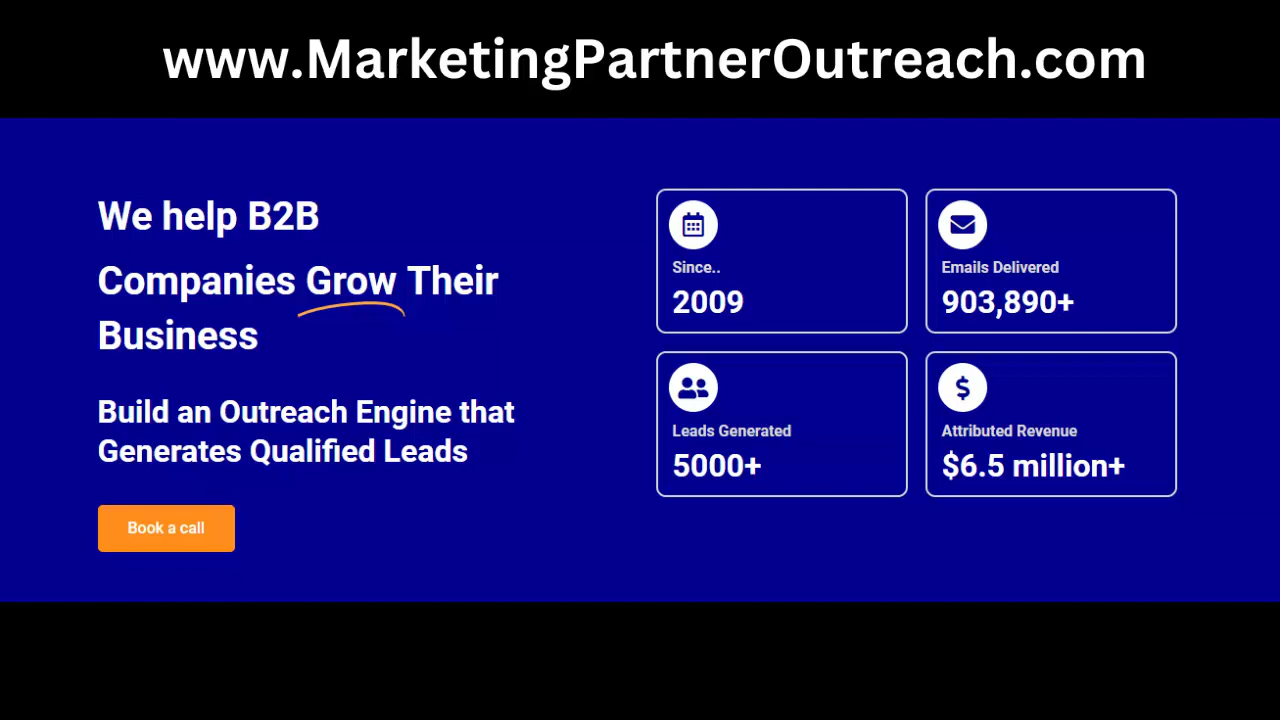 www.MarketingPartnerOutreach.com
We help B2B
Companies Grow Their
Business
Build an Outreach Engine that
Generates Qualified Leads
Book a call
Since..
2009
Emails Delivered
903,890+
Leads Generated
5000+
Attributed Revenue
$6.5 million+